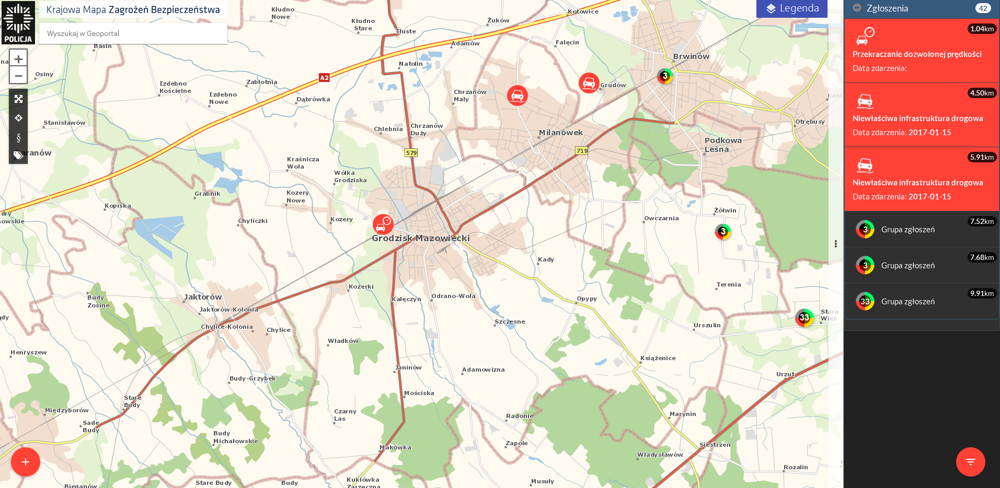 POLICJA
Krajowa Mapa Zagrożeń Bezpieczeństwa
Wyszukaj w Geoportal
+
−
§
Legenda
Zgłoszenia
42
1.04km
Przekraczanie dozwolonej prędkości
Data zdarzenia:
4.50km
Niewłaściwa infrastruktura drogowa
Data zdarzenia: 2017-01-15
5.91km
Niewłaściwa infrastruktura drogowa
Data zdarzenia: 2017-01-15
7.52km
3 Grupa zgłoszeń
7.68km
3 Grupa zgłoszeń
9.91km
33 Grupa zgłoszeń
Kłudno
Nowe
Kłudno
Stare
Żuków
Kotowice
Tłuste
Adamów
Falęcin
Basin
Brwinów
Natolin
Osiny
A2
3
Zabłotnia
Izdebno
Kościelne
Grudów
Izdebno
Nowe
Dąbrówka
Chrzanów
Mały
Stanisławów
Chlebnia
Chrzanów
Duży
Otrębusy
Milanówek
Podkowa
Leśna
579
719
Kraśnicza
Wola
Wólka
Grodziska
Grabnik
Kozery
Nowe
Kopiska
Żółwin
Chyliczki
Kozery
Owczarnia
3
Grodzisk Mazowiecki
Kady
Kozerki
Terenia
Budy
Zosine
Jaktorów
Odrano-Wola
Kałęczyn
Opypy
Jaktorów-Kolonia
Stara
Wieś
33
Chylice-Kolonia
Chylice
Szczęsne
Urszulin
Władków
Henryszew
Książenice
Janinów
Adamowizna
Budy-Grzybek
Urzut
Mościska
Stare
Budy
Międzyborów
Czarny
Las
Radonie
Marynin
Sade
Budy
Budy
Michałowskie
Zapole
Siestrzeń
Makówka
Władysławów
Rozalin
Kuklówka
Zarzeczna
Musuły
Stare Budy
Budy
Bieganów
+